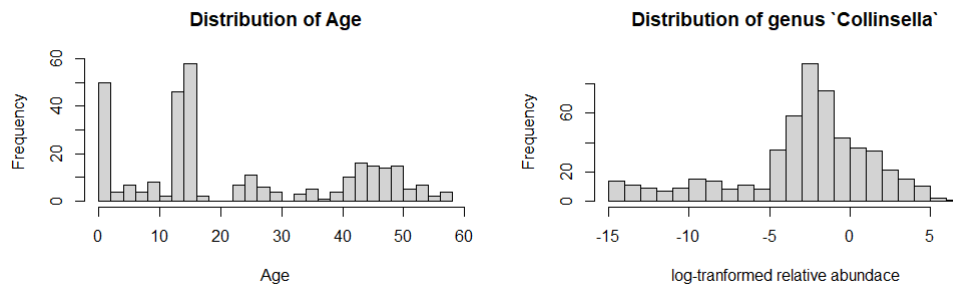 Distribution of Age
Frequency
0 20 40 60
0 10 20 30 40 50 60
Age
Distribution of genus `Collinsella`
Frequency
0 20 60
-15 -10 -5 0 5
log-tranformed relative abundace